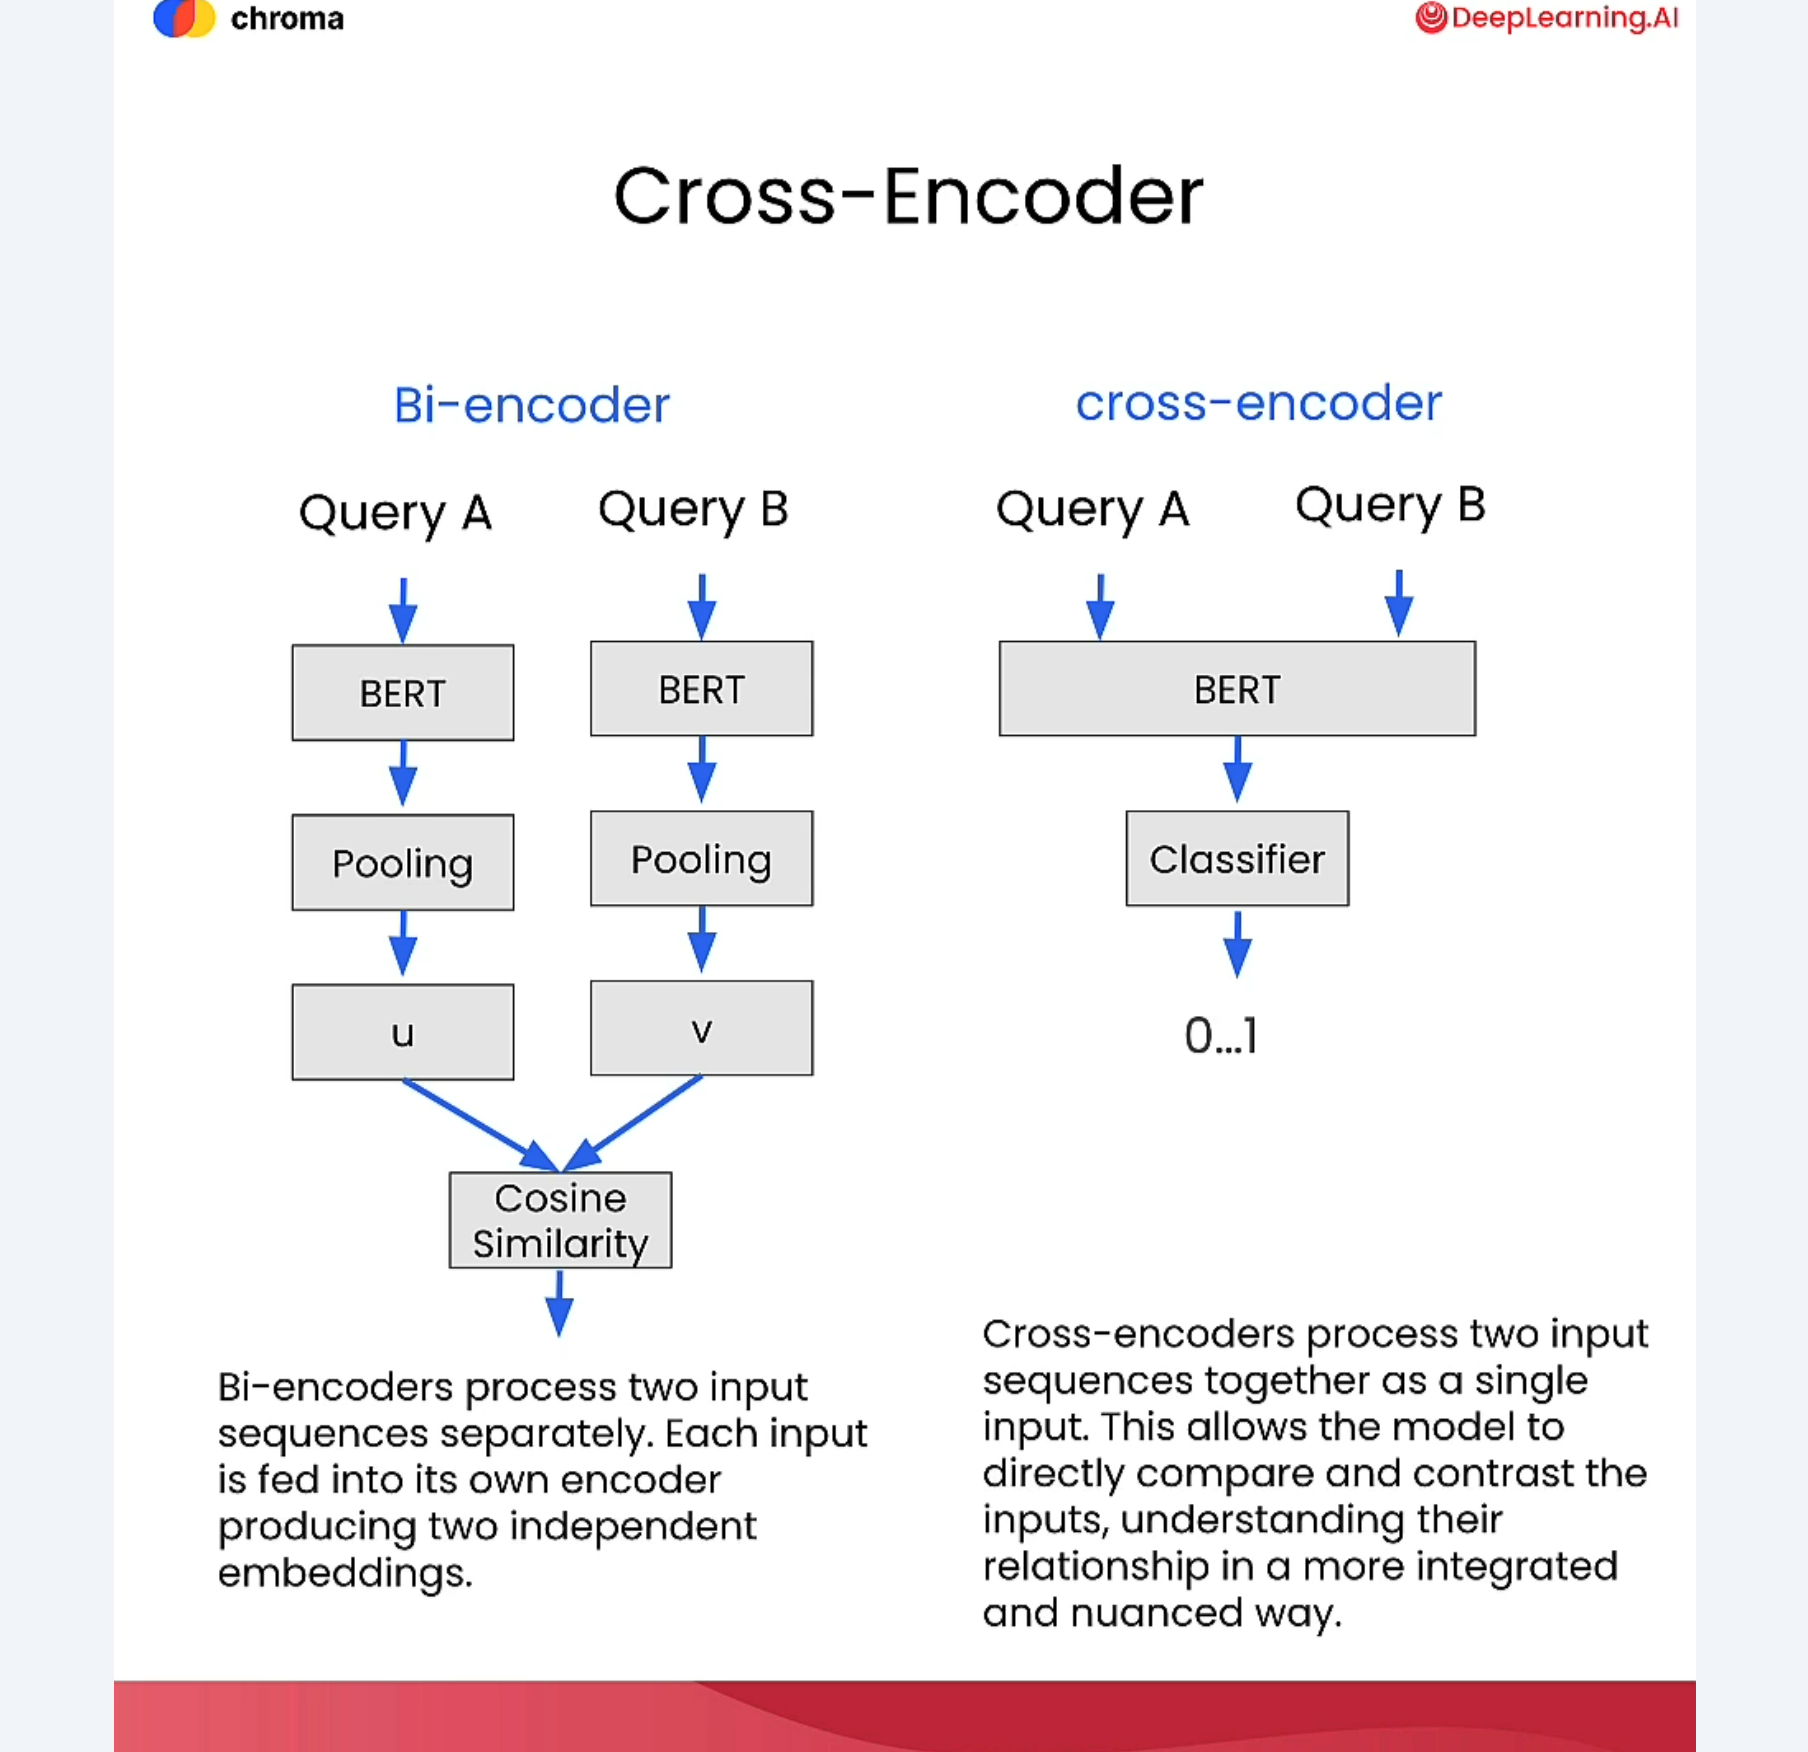 chroma
DeepLearning.AI
Cross-Encoder
Bi-encoder
Query A
Query B
BERT
BERT
Pooling
Pooling
u
v
Cosine
Similarity
Bi-encoders process two input
sequences separately. Each input
is fed into its own encoder
producing two independent
embeddings.
cross-encoder
Query A
Query B
BERT
Classifier
0...1
Cross-encoders process two input
sequences together as a single
input. This allows the model to
directly compare and contrast the
inputs, understanding their
relationship in a more integrated
and nuanced way.